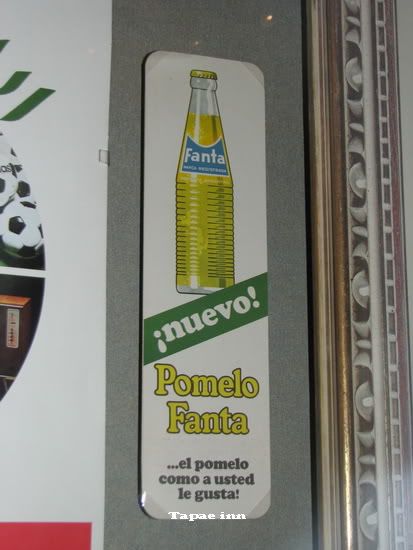 Fanta
MARCA REGISTRADA
¡nuevo!
Pomelo
Fanta
...el pomelo
como a usted
le gusta!
Tapae inn